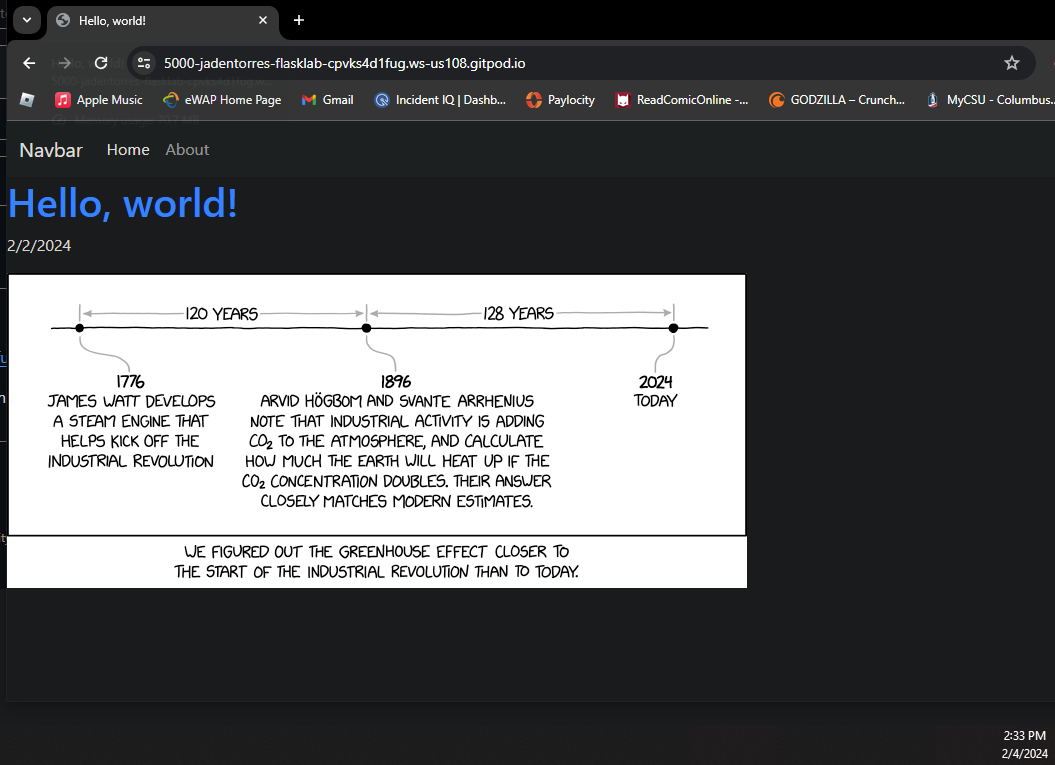 Hello, world!
5000-jadentorres-flasklab-cpvks4d1fug.ws-us108.gitpod.io
Apple Music eWAP Home Page Gmail Incident IQ | Dashb... Paylocity ReadComicOnline -... GODZILLA – Crunch... MyCSU - Columbus...
Navbar Home About
Hello, world!
2/2/2024
120 YEARS 128 YEARS
1776
JAMES WATT DEVELOPS
A STEAM ENGINE THAT
HELPS KICK OFF THE
INDUSTRIAL REVOLUTION
1896
ARVID HÖGBOM AND SVANTE ARRHENIUS
NOTE THAT INDUSTRIAL ACTIVITY IS ADDING
CO₂ TO THE ATMOSPHERE, AND CALCULATE
HOW MUCH THE EARTH WILL HEAT UP IF THE
CO₂ CONCENTRATION DOUBLES. THEIR ANSWER
CLOSELY MATCHES MODERN ESTIMATES.
2024
TODAY
WE FIGURED OUT THE GREENHOUSE EFFECT CLOSER TO
THE START OF THE INDUSTRIAL REVOLUTION THAN TO TODAY.
2:33 PM
2/4/2024